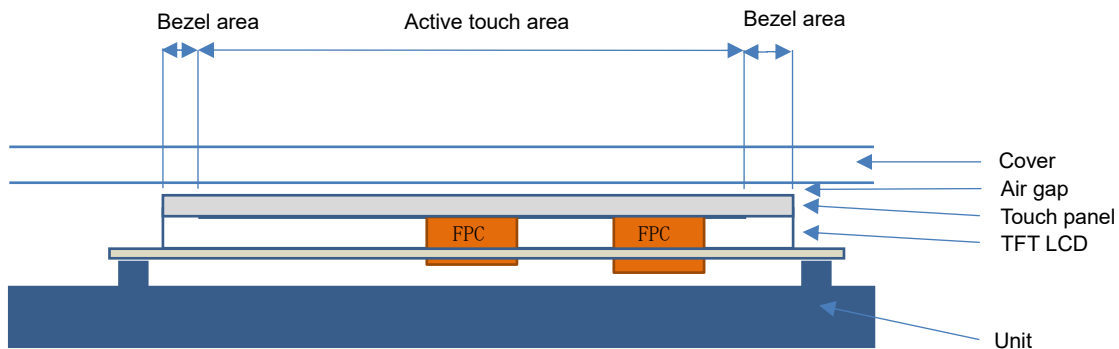 Bezel area
Active touch area
Bezel area
Cover
Air gap
Touch panel
FPC
FPC
TFT LCD
Unit